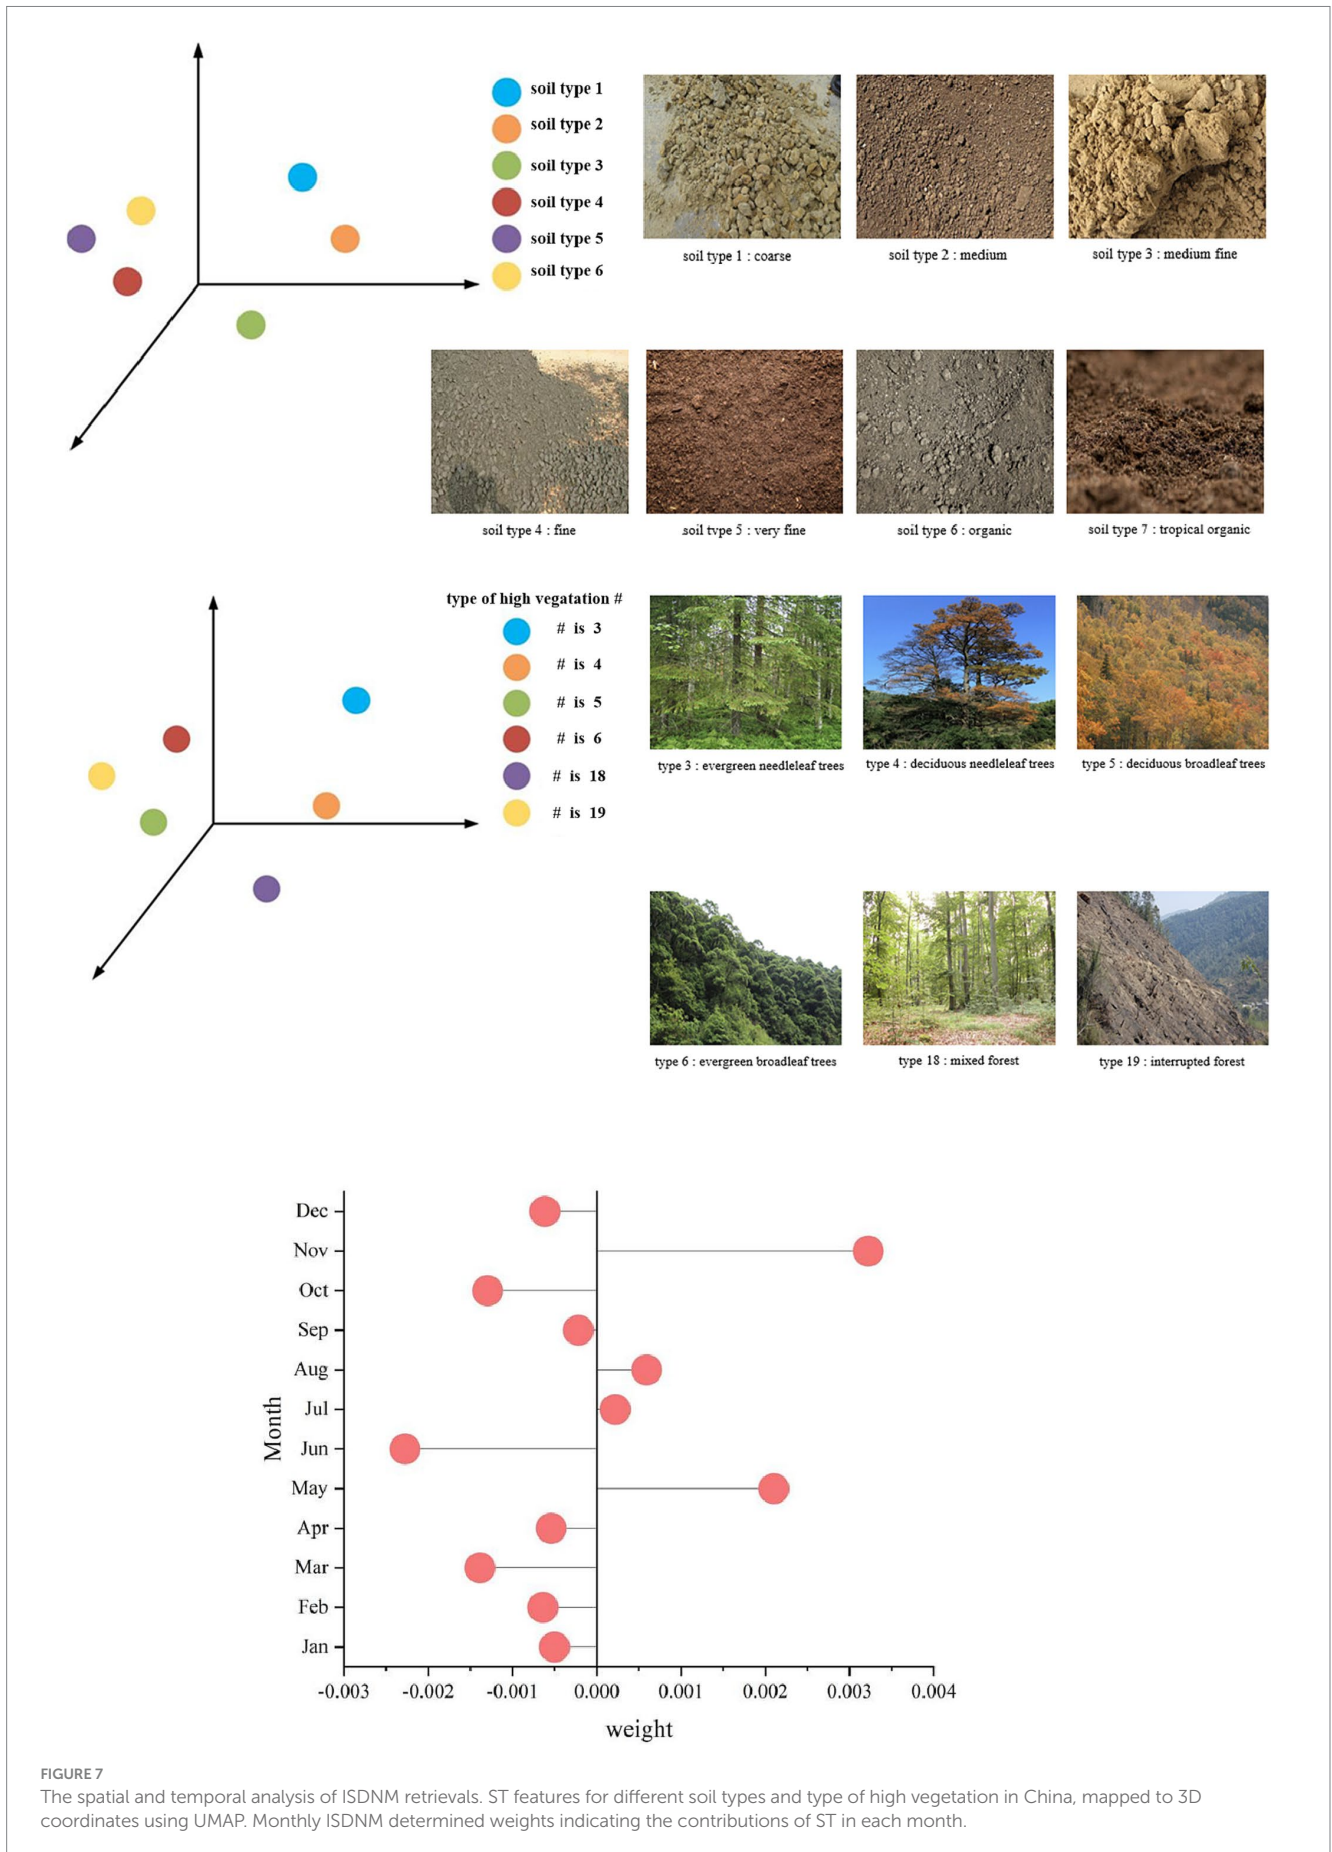 soil type 1
soil type 2
soil type 3
soil type 4
soil type 5
soil type 6
soil type 1 : coarse
soil type 2 : medium
soil type 3 : medium fine
soil type 4 : fine
soil type 5 : very fine
soil type 6 : organic
soil type 7 : tropical organic
type of high vegatation #
# is 3
# is 4
# is 5
# is 6
# is 18
# is 19
type 3 : evergreen needleleaf trees
type 4 : deciduous needleleaf trees
type 5 : deciduous broadleaf trees
type 6 : evergreen broadleaf trees
type 18 : mixed forest
type 19 : interrupted forest
Month
Dec
Nov
Oct
Sep
Aug
Jul
Jun
May
Apr
Mar
Feb
Jan
-0.003 -0.002 -0.001 0.000 0.001 0.002 0.003 0.004
weight
FIGURE 7
The spatial and temporal analysis of ISDNM retrievals. ST features for different soil types and type of high vegetation in China, mapped to 3D
coordinates using UMAP. Monthly ISDNM determined weights indicating the contributions of ST in each month.